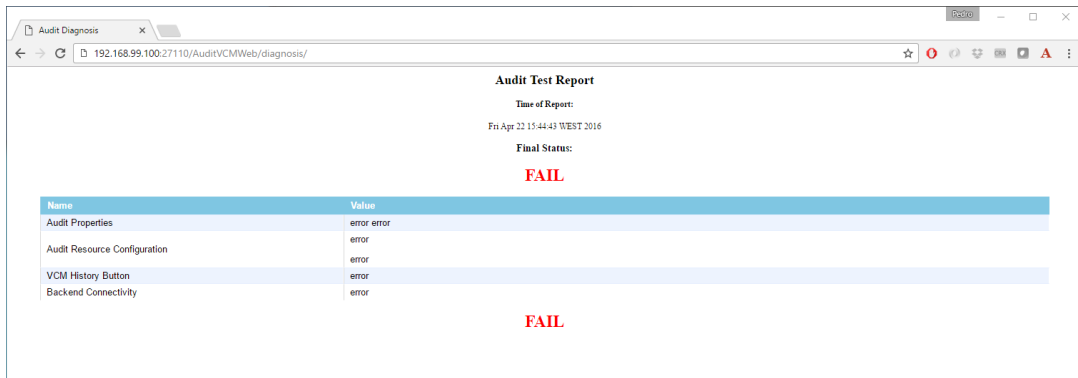 Pedro
Audit Diagnosis
192.168.99.100:27110/AuditVCMWeb/diagnosis/
Audit Test Report
Time of Report:
Fri Apr 22 15:44:43 WEST 2016
Final Status:
FAIL
Name Value
Audit Properties error error
Audit Resource Configuration error
error
VCM History Button error
Backend Connectivity error
FAIL